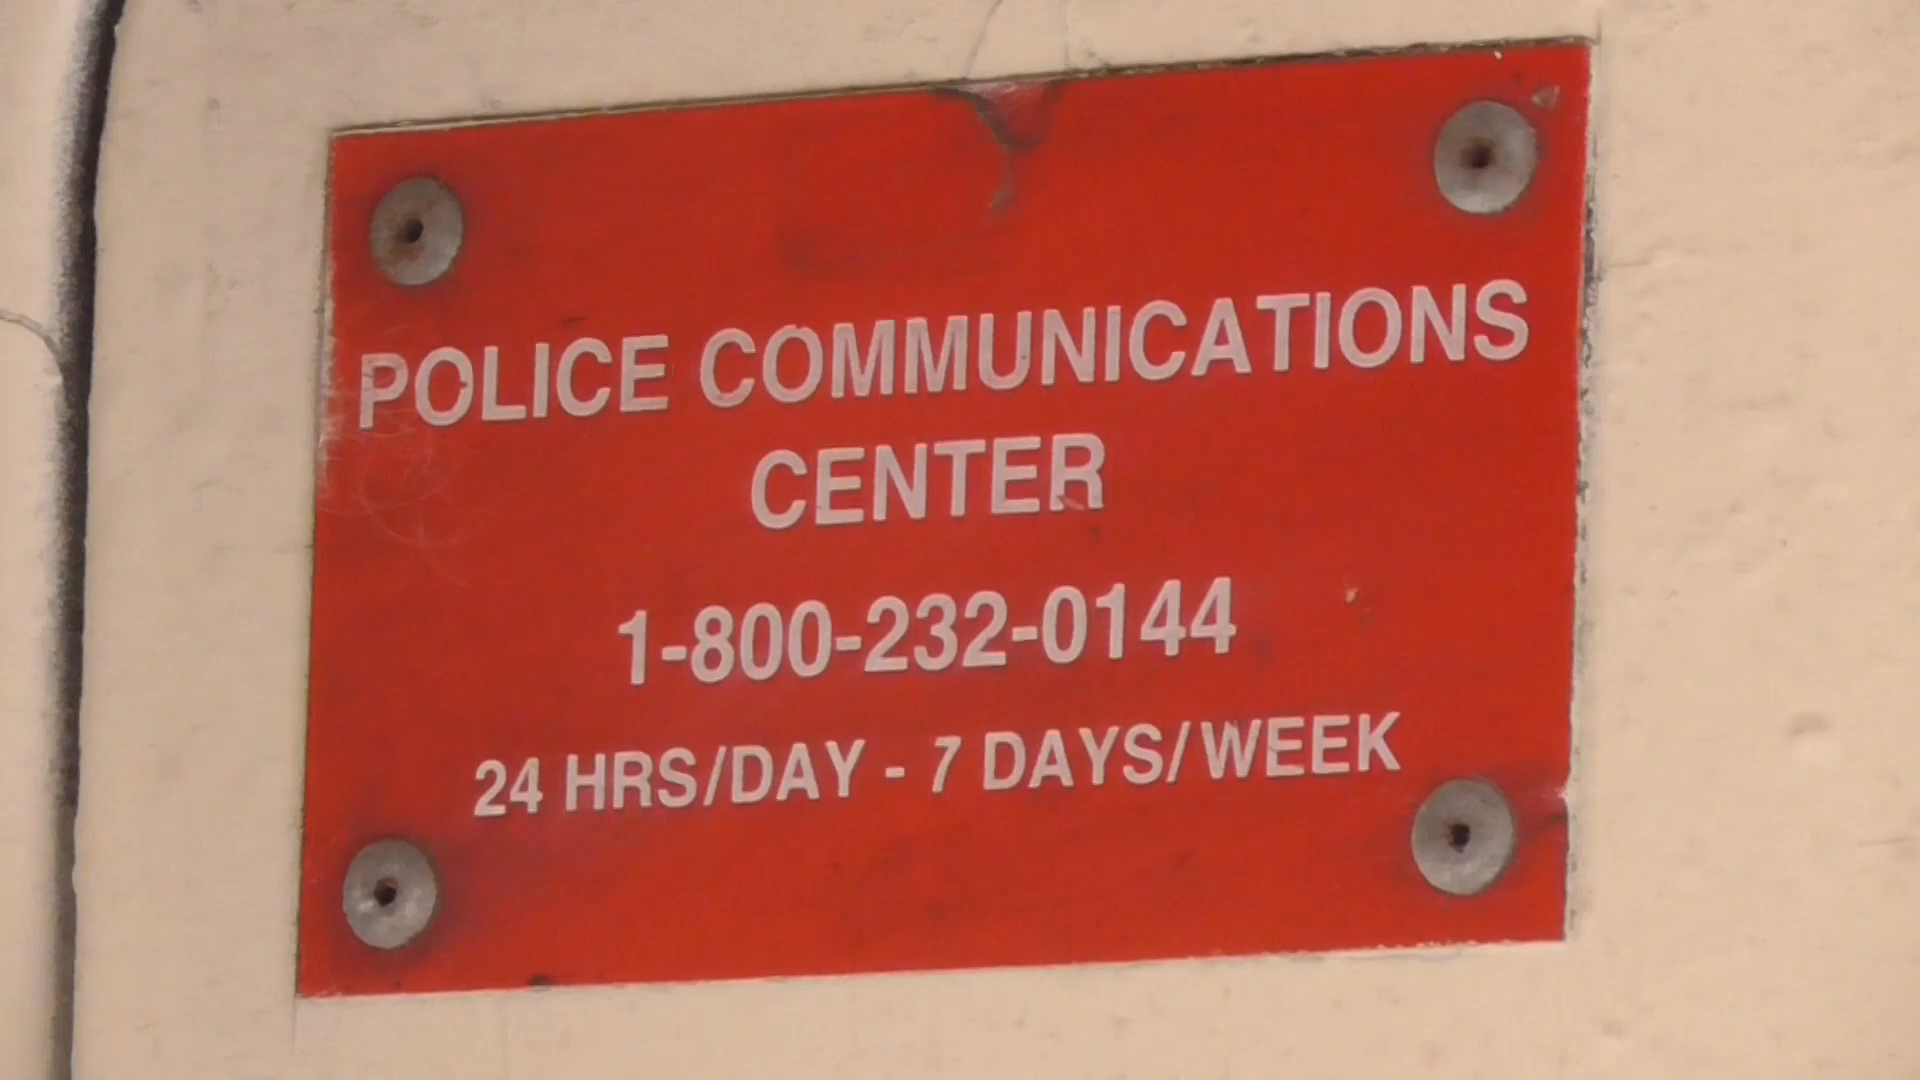 POLICE COMMUNICATIONS
CENTER
1-800-232-0144
24 HRS/DAY - 7 DAYS/WEEK